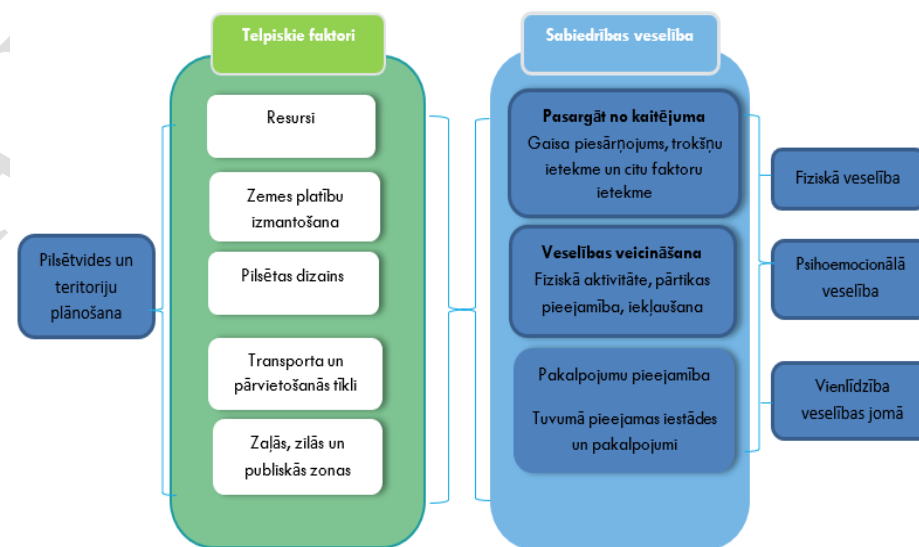 Telpiskie faktori
Sabiedrības veselība
Pilsētvides un
teritoriju
plānošana
Resursi
Zemes platību
izmantošana
Pilsētas dizains
Transporta un
pārvietošanās tīkli
Zaļās, zilās un
publiskās zonas
Pasargāt no kaitējuma
Gaisa piesārņojums, trokšņu
ietekme un citu faktoru
ietekme
Veselības veicināšana
Fiziskā aktivitāte, pārtikas
pieejamība, iekļaušana
Pakalpojumu pieejamība
Tuvumā pieejamas iestādes
un pakalpojumi
Fiziskā veselība
Psihoemocionālā
veselība
Vienlīdzība
veselības jomā